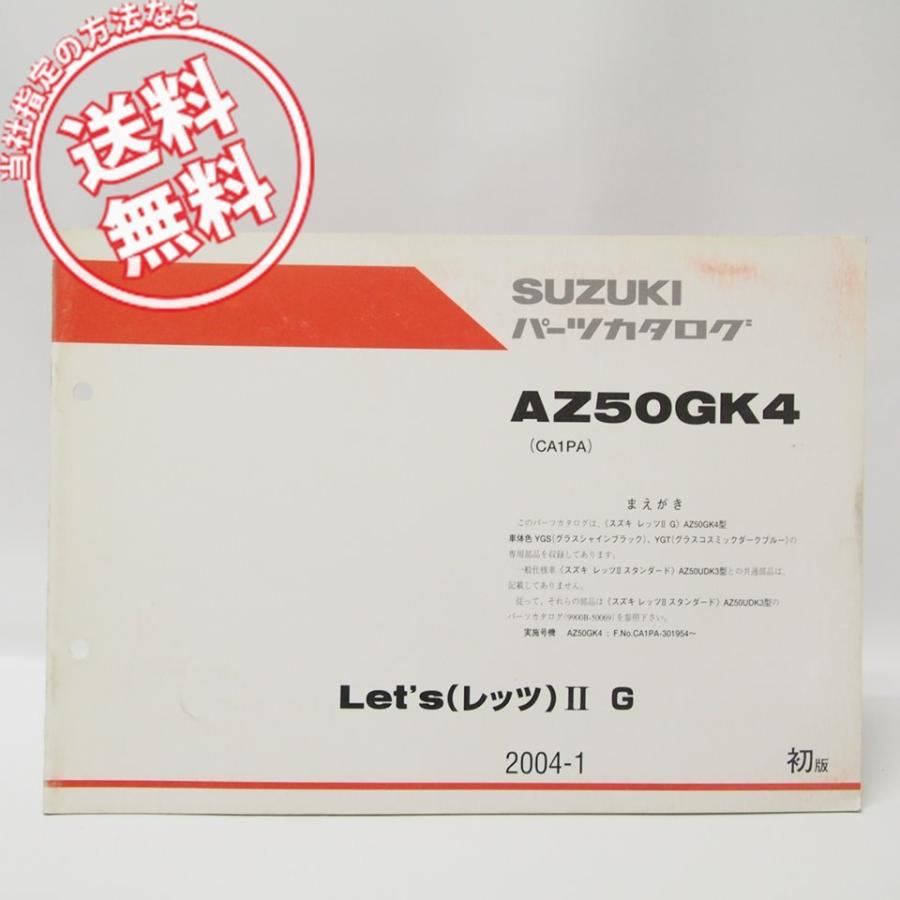 当社指定の方法なら
送料
無料
SUZUKI
パーツカタログ
AZ50GK4
(CA1PA)
まえがき
このパーツカタログは、〈スズキ レッツII G〉AZ50GK4型
車体色 YGS(グラスシャインブラック)、YGT(グラスコスミックダークブルー)の
専用部品を収録してあります。
一般仕様車〈スズキ レッツII スタンダード〉AZ50UDK3型との共通部品は、
記載してありません。
従って、それらの部品は〈スズキ レッツII スタンダード〉AZ50UDK3型の
パーツカタログ(9900B-50069)を参照下さい。
実施号機 AZ50GK4 : F.No.CA1PA-301954～
Let's(レッツ)II G
2004-1 初版